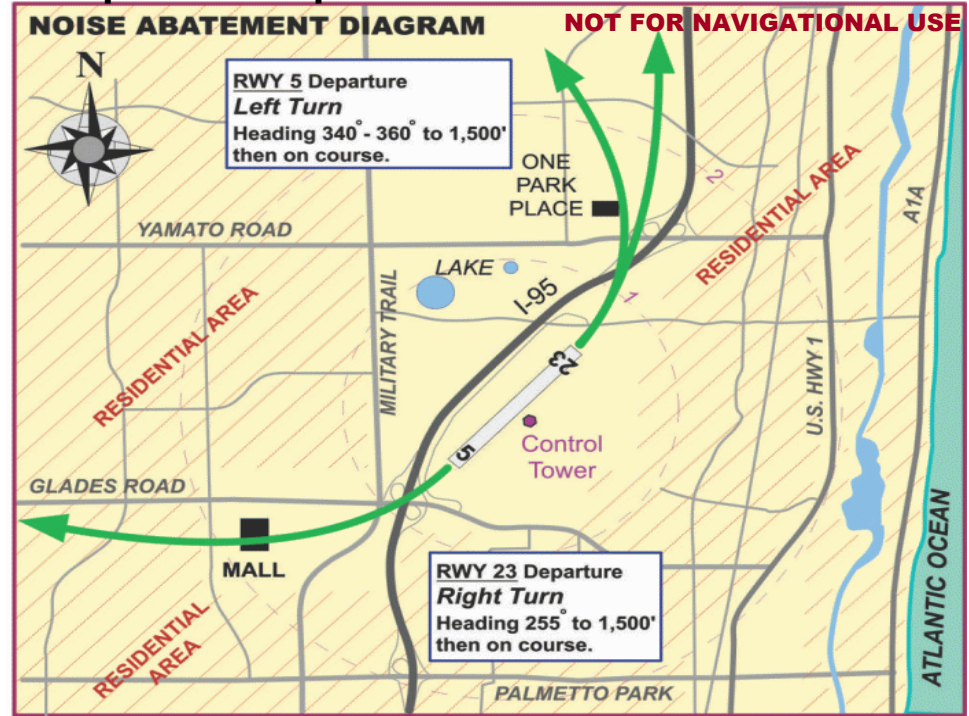 NOISE ABATEMENT DIAGRAM
NOT FOR NAVIGATIONAL USE
N
RWY 5 Departure
Left Turn
Heading 340° - 360° to 1,500'
then on course.
ONE
PARK
PLACE
2
RESIDENTIAL AREA
A1A
YAMATO ROAD
LAKE
I-95
1
RESIDENTIAL AREA
MILITARY TRAIL
U.S. HWY 1
23
5
Control
Tower
GLADES ROAD
MALL
RWY 23 Departure
Right Turn
Heading 255° to 1,500'
then on course.
ATLANTIC OCEAN
RESIDENTIAL
AREA
PALMETTO PARK